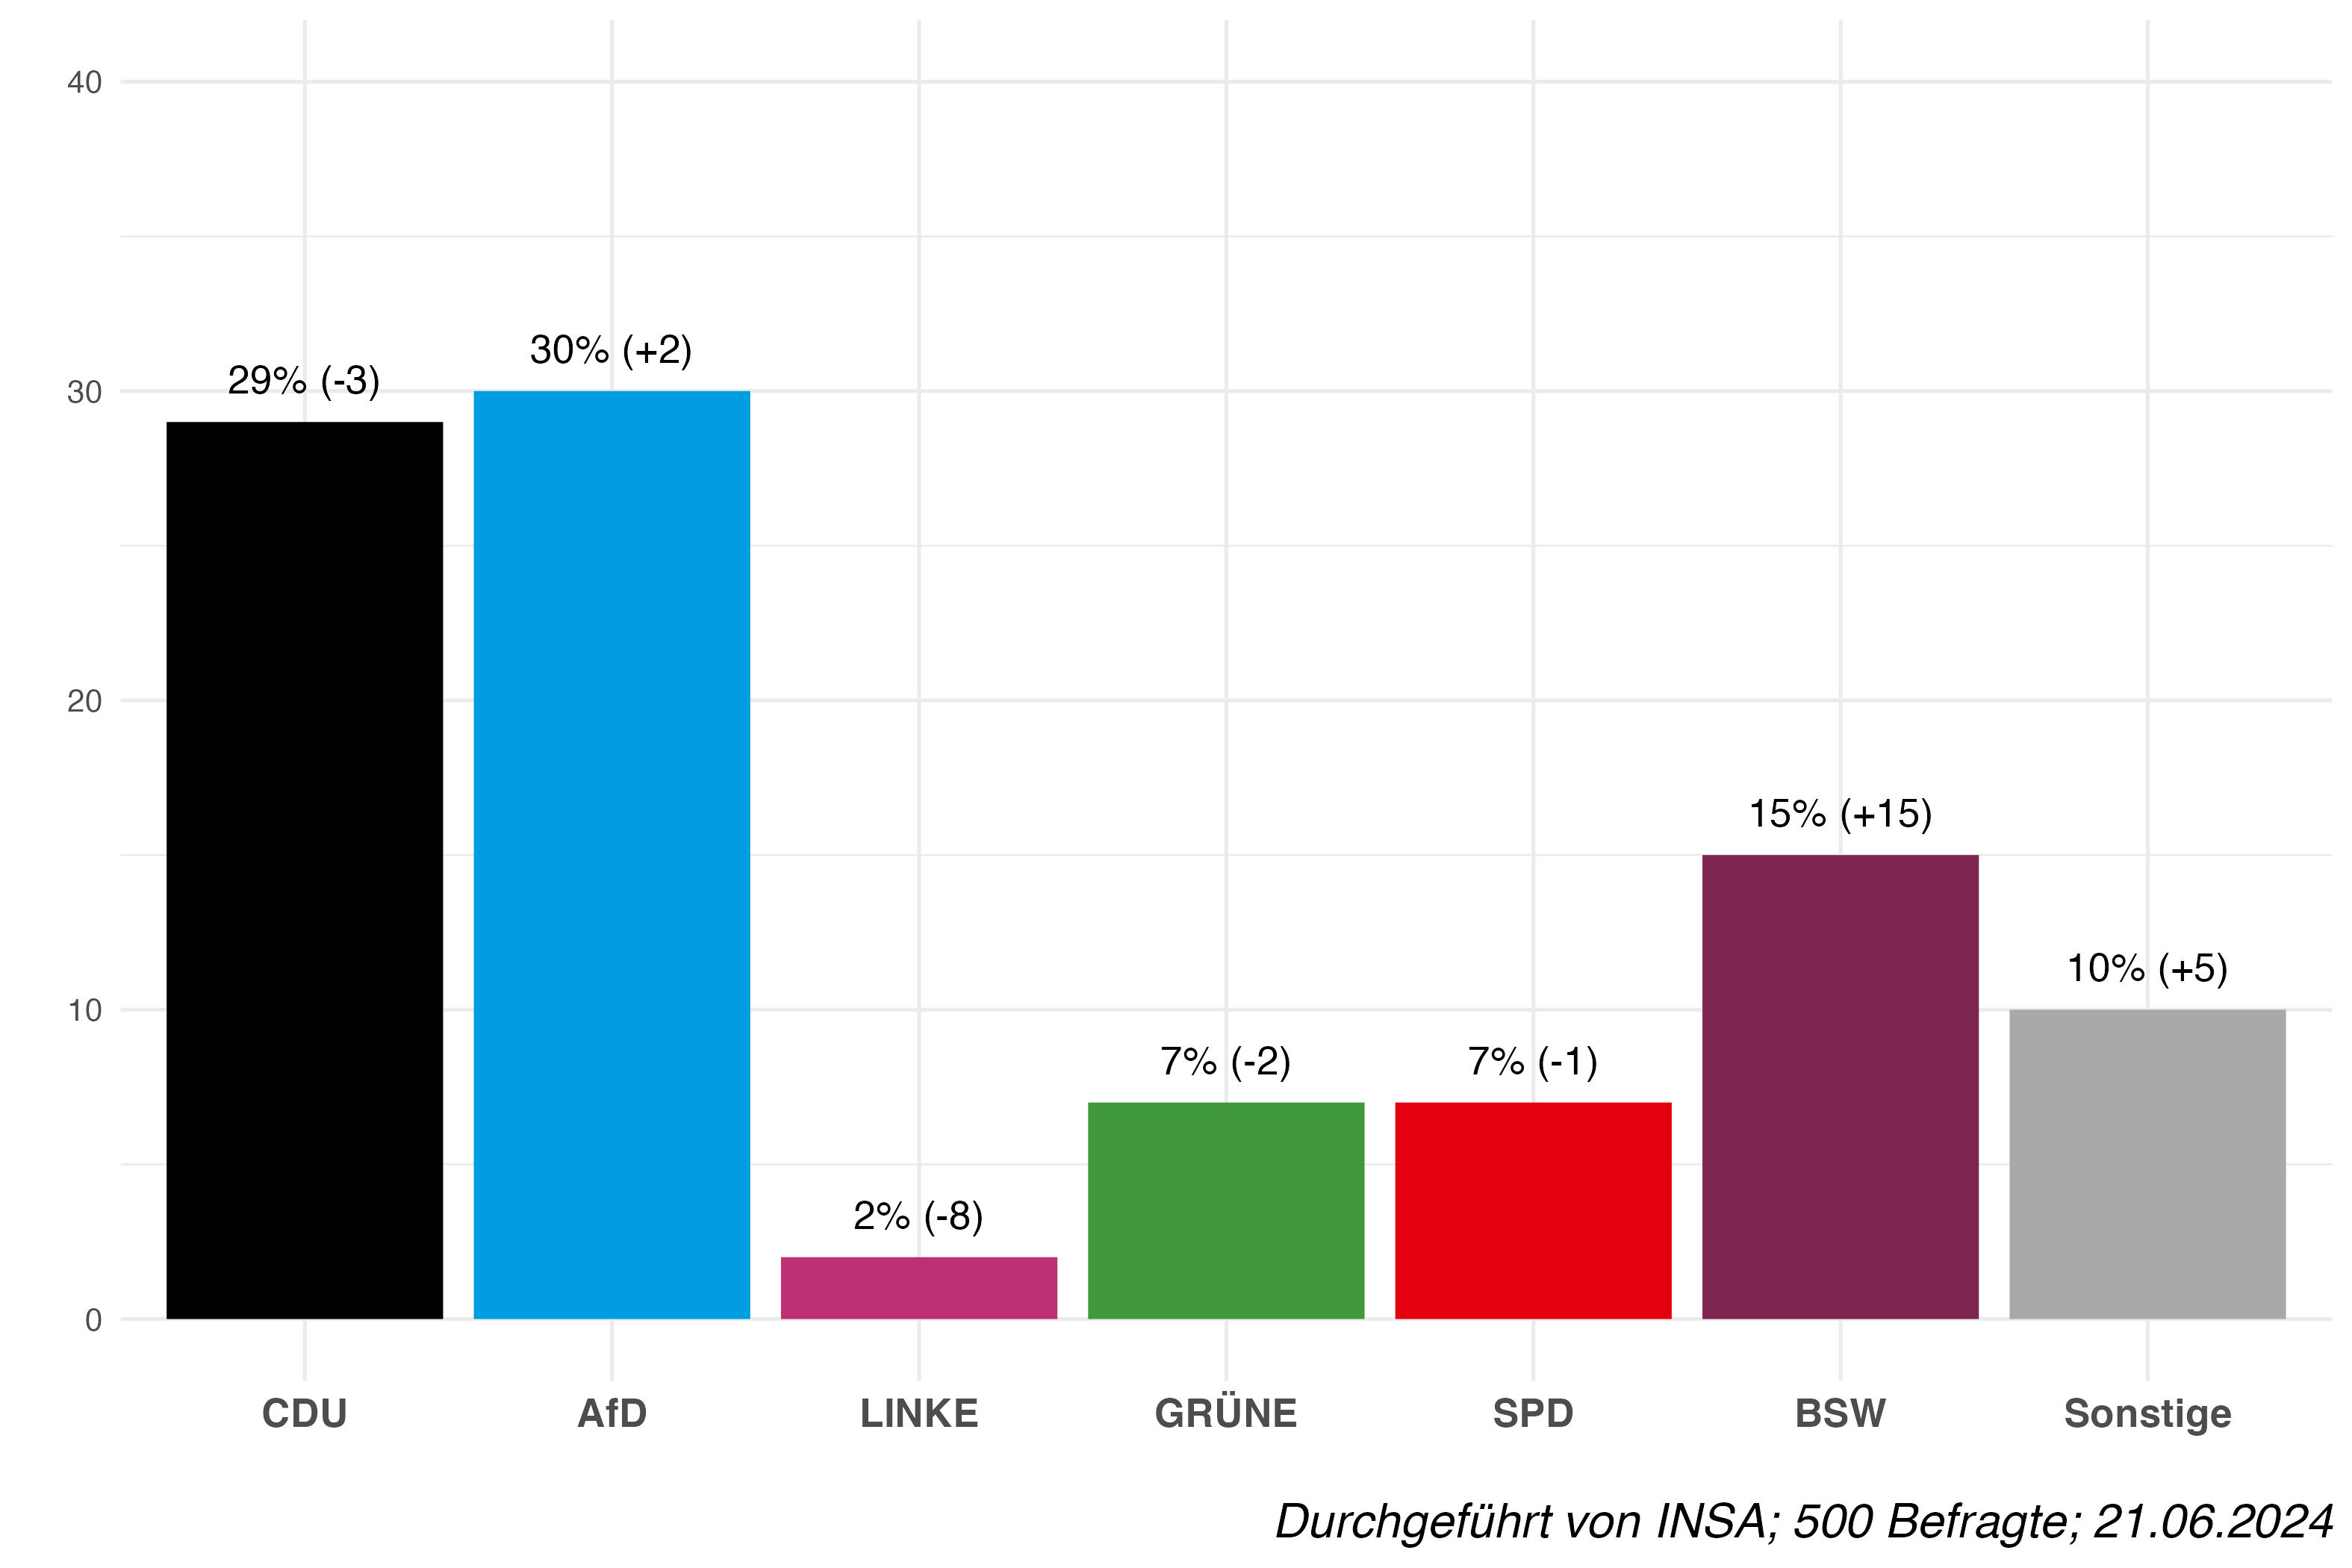 40
30
20
10
0
29% (-3)
30% (+2)
2% (-8)
7% (-2)
7% (-1)
15% (+15)
10% (+5)
CDU
AfD
LINKE
GRÜNE
SPD
BSW
Sonstige
Durchgeführt von INSA; 500 Befragte; 21.06.2024